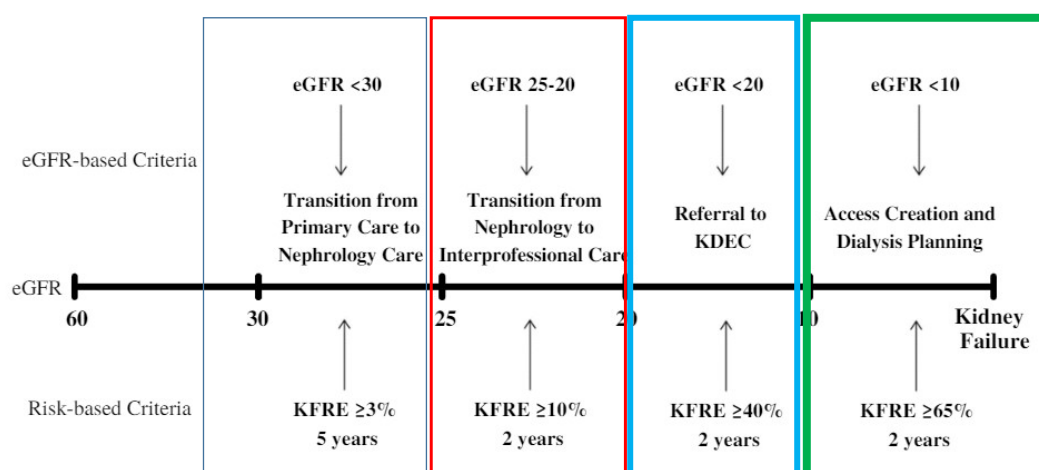 eGFR <30
eGFR 25-20
eGFR <20
eGFR <10
eGFR-based Criteria
Transition from
Primary Care to
Nephrology Care
Transition from
Nephrology to
Interprofessional Care
Referral to
KDEC
Access Creation and
Dialysis Planning
eGFR
60
30
25
20
10
Kidney
Failure
Risk-based Criteria
KFRE ≥3%
5 years
KFRE ≥10%
2 years
KFRE ≥40%
2 years
KFRE ≥65%
2 years